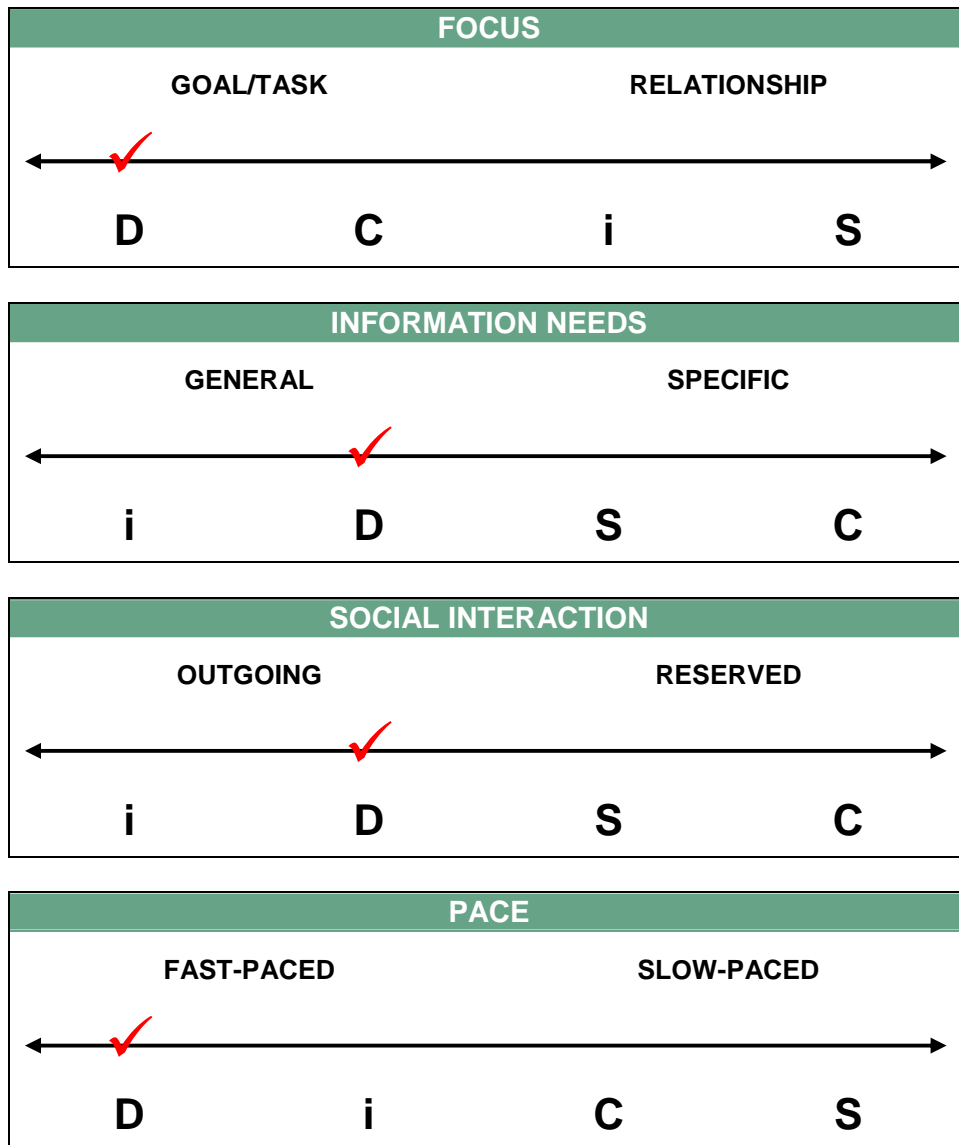 FOCUS
GOAL/TASK RELATIONSHIP
D C i S
INFORMATION NEEDS
GENERAL SPECIFIC
i D S C
SOCIAL INTERACTION
OUTGOING RESERVED
i D S C
PACE
FAST-PACED SLOW-PACED
D i C S